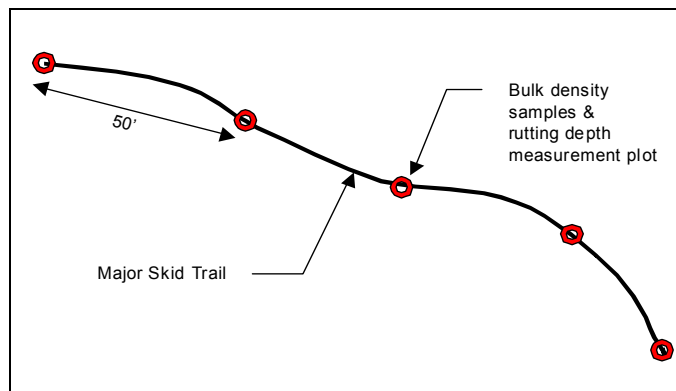 Bulk density
samples &
rutting depth
measurement plot
50'
Major Skid Trail